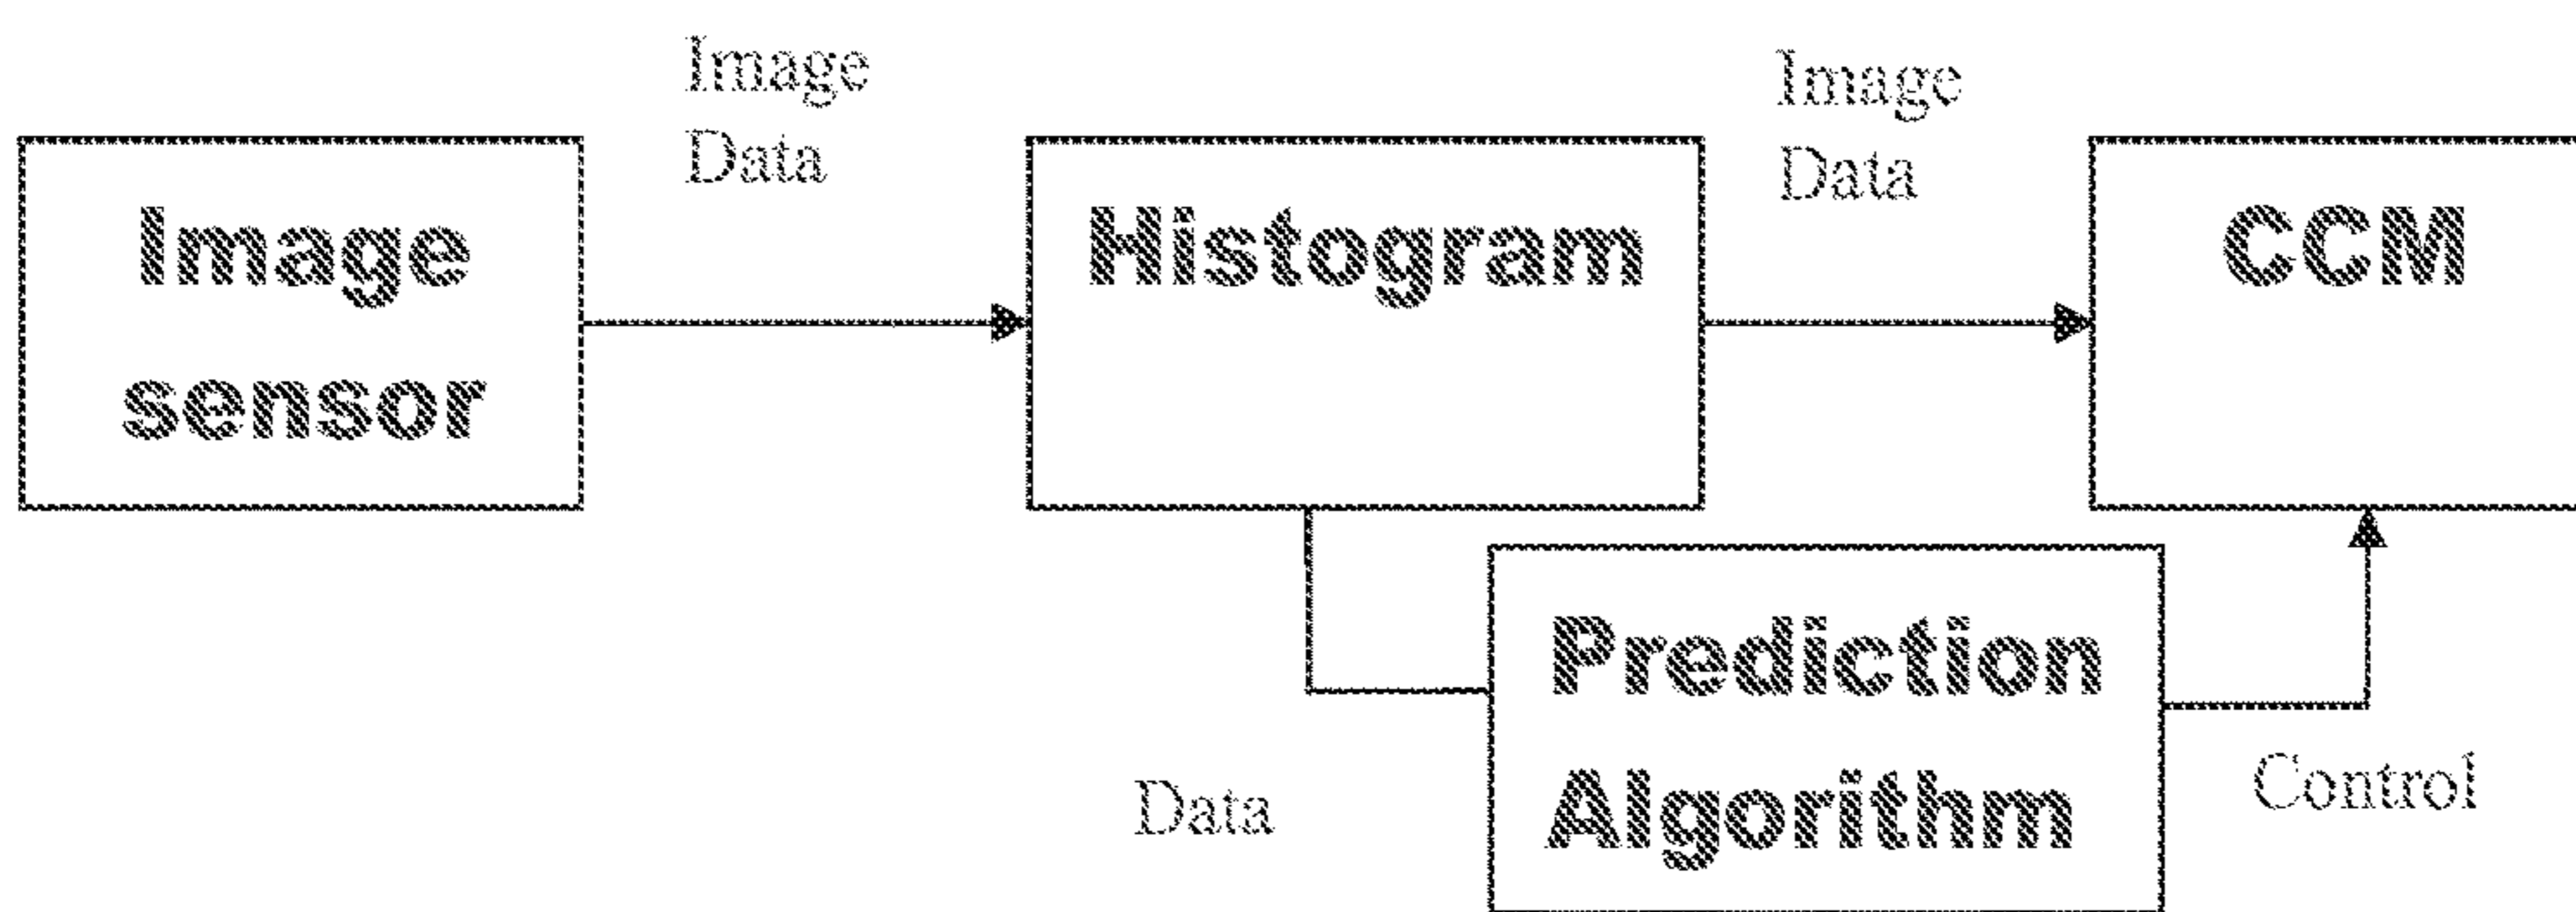 Image
Data
Image
Data
Image
sensor
Histogram
CCM
Prediction
Algorithm
Data
Control